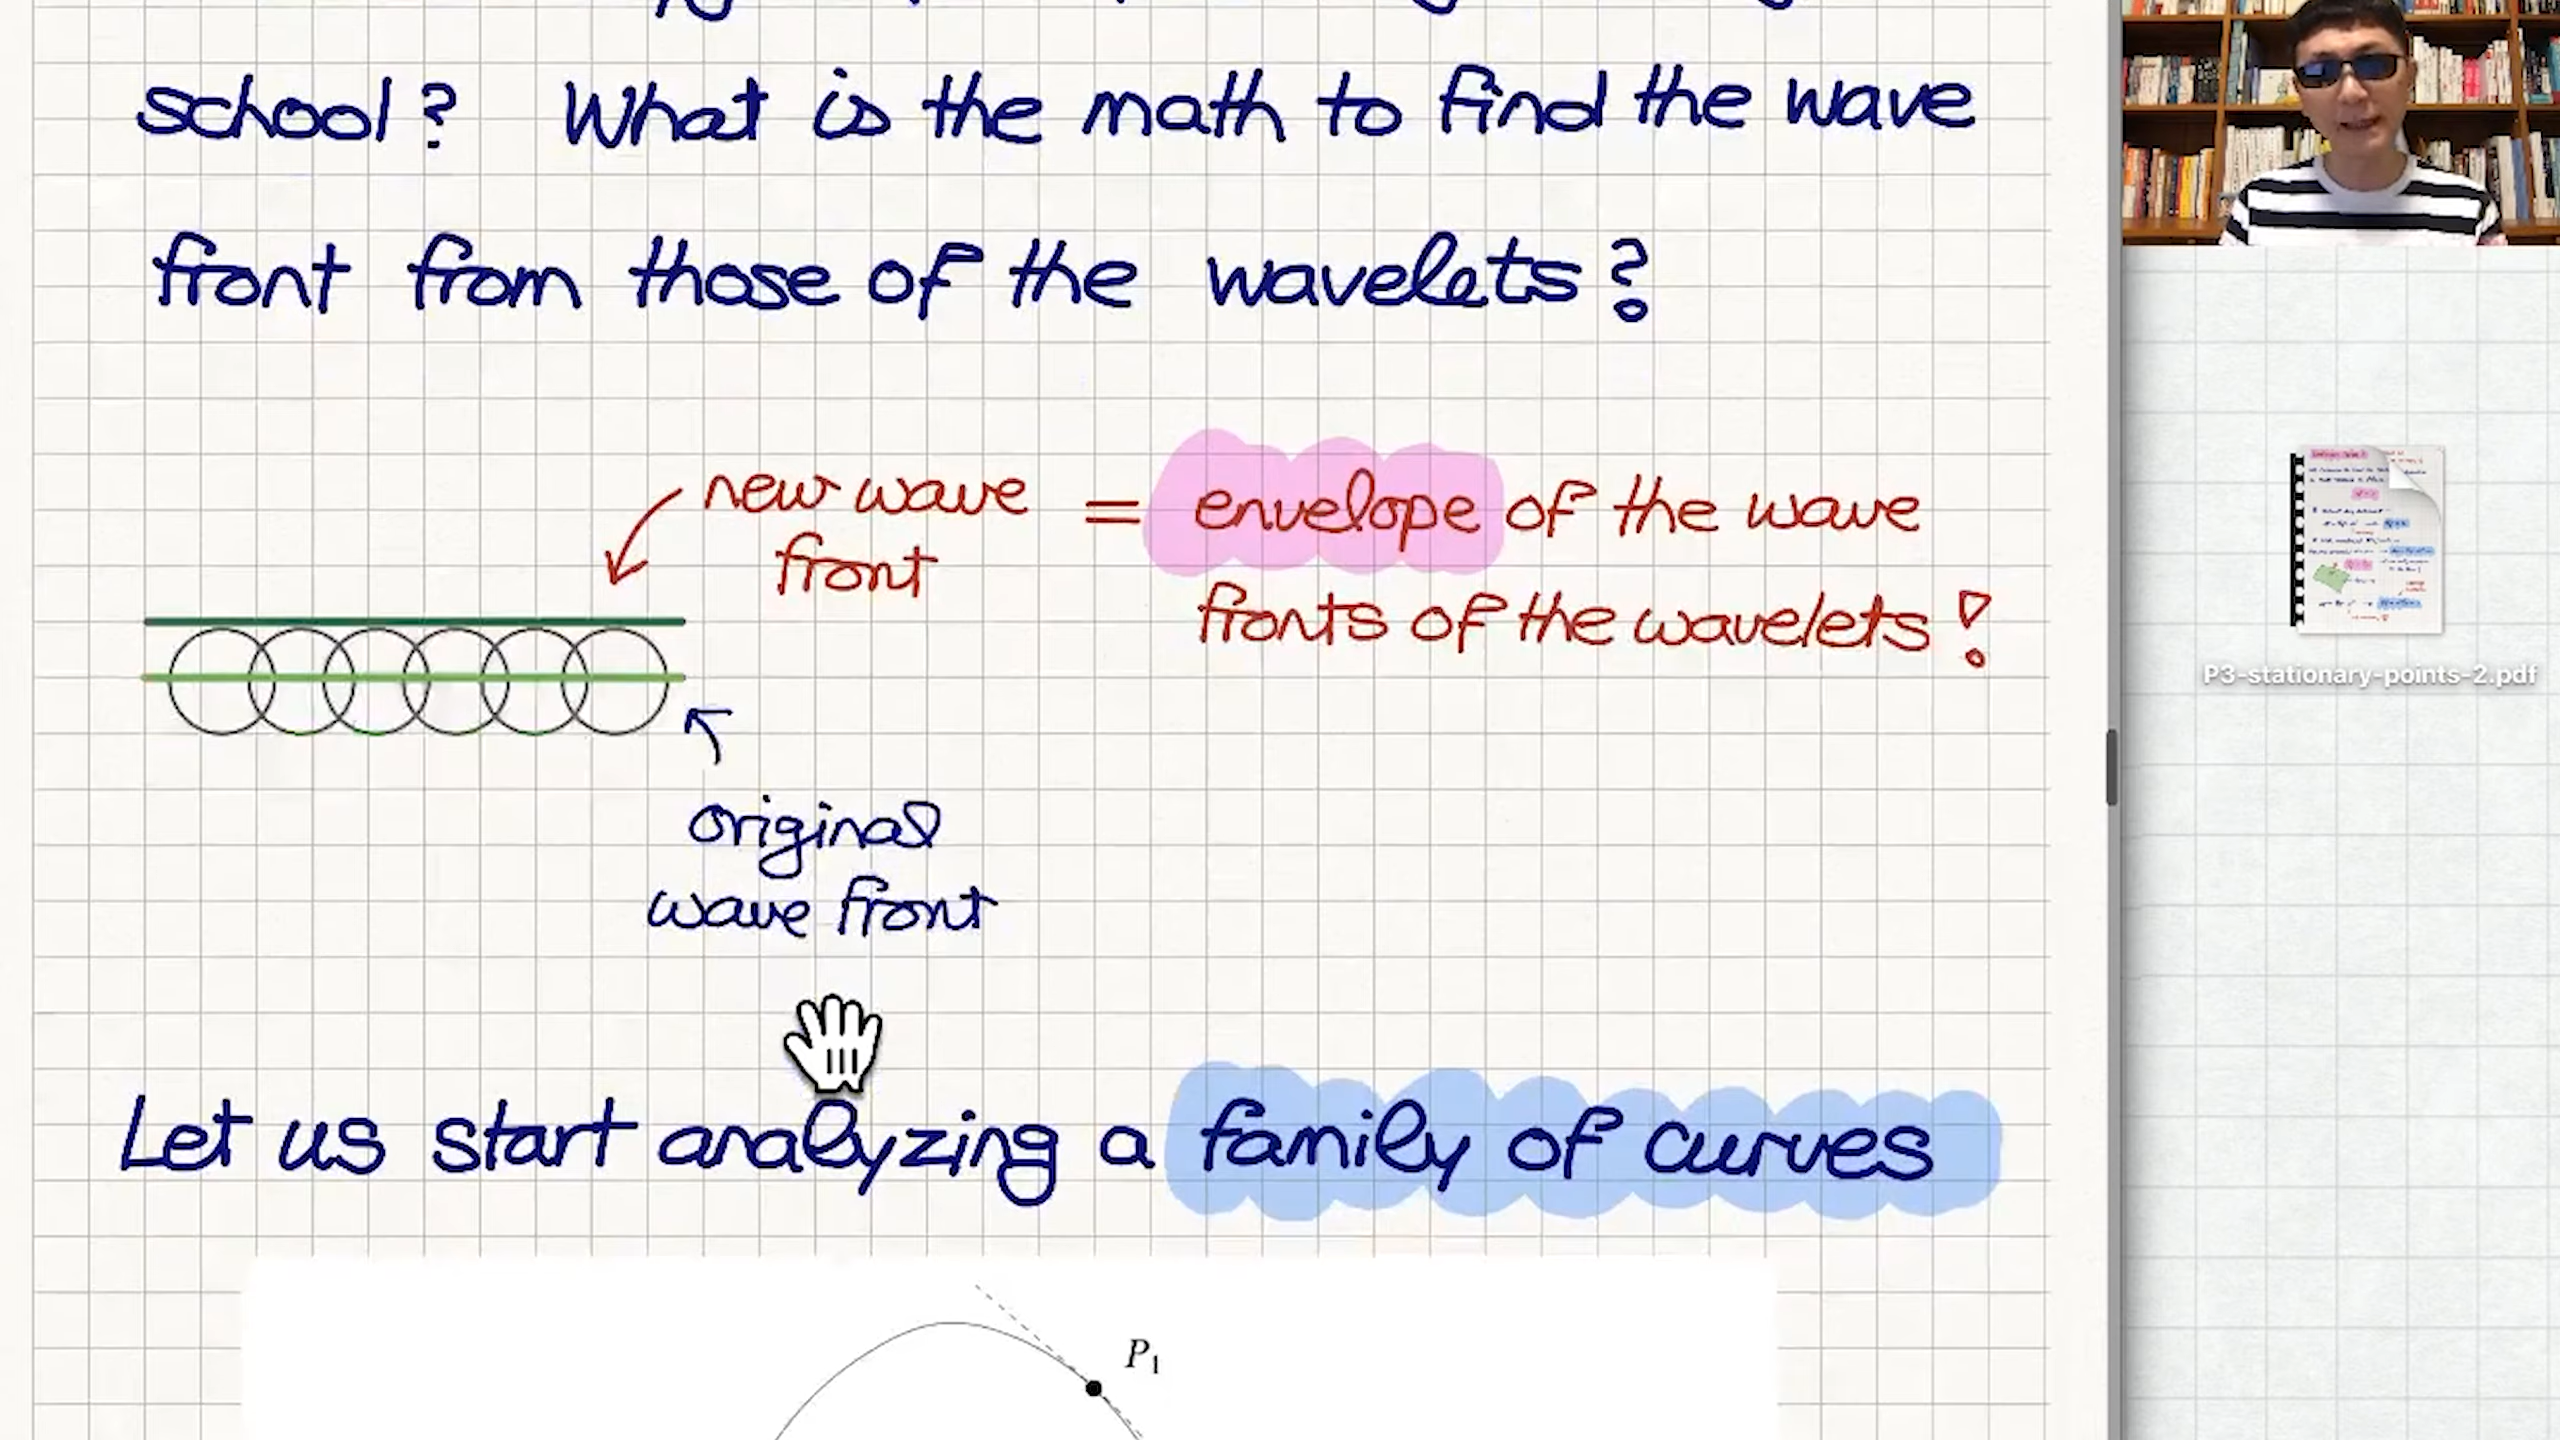 school? What is the math to find the wave
front from those of the wavelets?
new wave
front
= envelope of the wave
fronts of the wavelets!
original
wave front
Let us start analyzing a family of curves
P1
P3-stationary-points-2.pdf